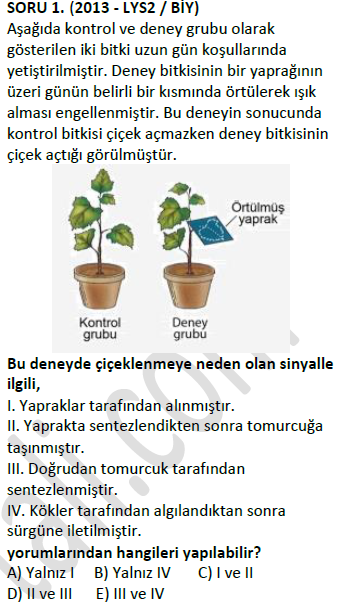 SORU 1. (2013 - LYS2 / BİY)
Aşağıda kontrol ve deney grubu olarak
gösterilen iki bitki uzun gün koşullarında
yetiştirilmiştir. Deney bitkisinin bir yaprağının
üzeri günün belirli bir kısmında örtülerek ışık
alması engellenmiştir. Bu deneyin sonucunda
kontrol bitkisi çiçek açmazken deney bitkisinin
çiçek açtığı görülmüştür.
Örtülmüş
yaprak
Kontrol
grubu
Deney
grubu
Bu deneyde çiçeklenmeye neden olan sinyalle
ilgili,
I. Yapraklar tarafından alınmıştır.
II. Yaprakta sentezlendikten sonra tomurcuğa
taşınmıştır.
III. Doğrudan tomurcuk tarafından
sentezlenmiştir.
IV. Kökler tarafından algılandıktan sonra
sürgüne iletilmiştir.
yorumlarından hangileri yapılabilir?
A) Yalnız I B) Yalnız IV C) I ve II
D) II ve III E) III ve IV